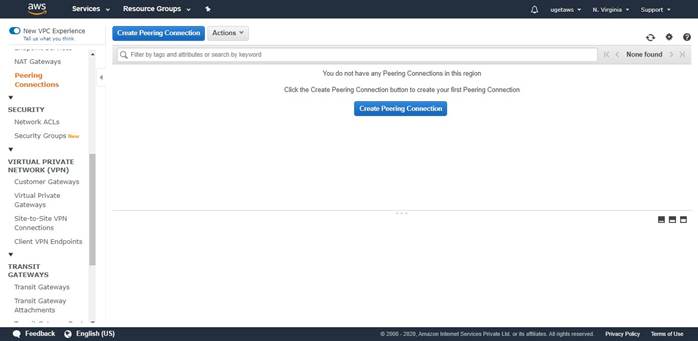 aws
Services
Resource Groups
ugetaws
N. Virginia
Support
New VPC Experience
Tell us what you think
NAT Gateways
Peering
Connections
SECURITY
Network ACLs
Security Groups New
VIRTUAL PRIVATE
NETWORK (VPN)
Customer Gateways
Virtual Private
Gateways
Site-to-Site VPN
Connections
Client VPN Endpoints
TRANSIT
GATEWAYS
Transit Gateways
Transit Gateway
Attachments
Create Peering Connection
Actions
Filter by tags and attributes or search by keyword
None found
You do not have any Peering Connections in this region
Click the Create Peering Connection button to create your first Peering Connection
Create Peering Connection
Feedback
English (US)
© 2008 - 2020, Amazon Internet Services Private Ltd. or its affiliates. All rights reserved.
Privacy Policy
Terms of Use